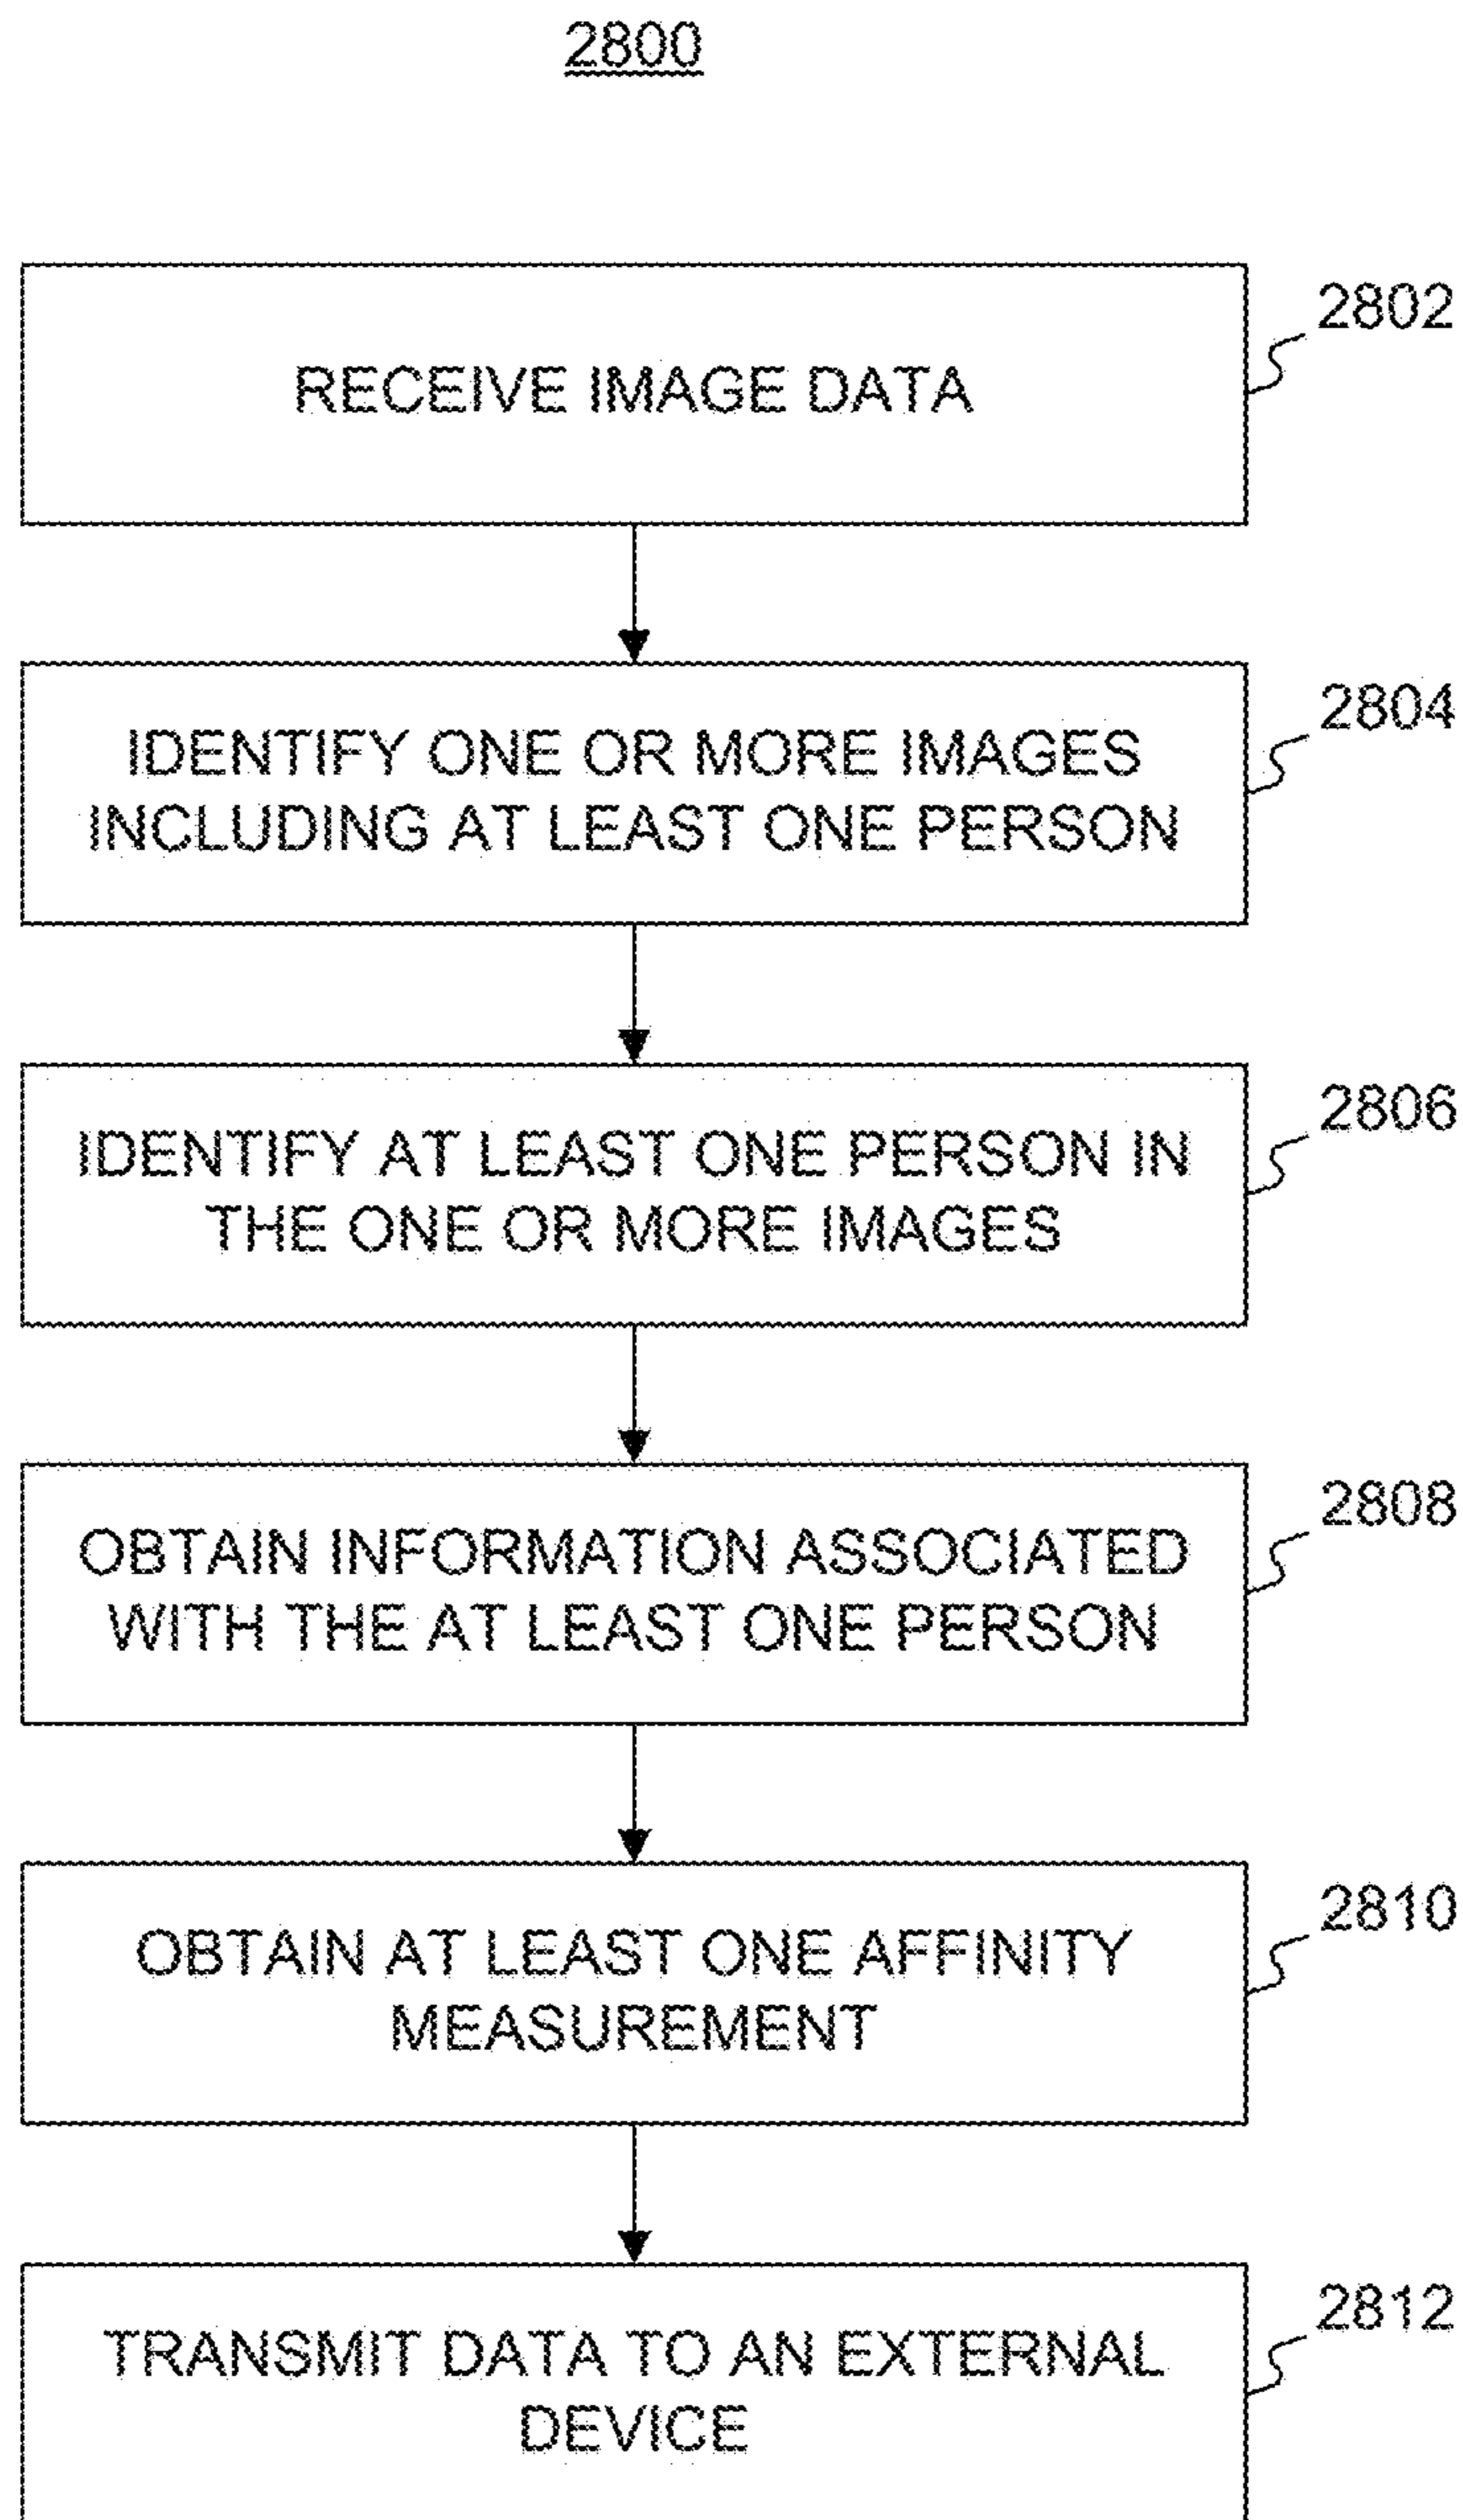 2800
RECEIVE IMAGE DATA
2802
IDENTIFY ONE OR MORE IMAGES
INCLUDING AT LEAST ONE PERSON
2804
IDENTIFY AT LEAST ONE PERSON IN
THE ONE OR MORE IMAGES
2806
OBTAIN INFORMATION ASSOCIATED
WITH THE AT LEAST ONE PERSON
2808
OBTAIN AT LEAST ONE AFFINITY
MEASUREMENT
2810
TRANSMIT DATA TO AN EXTERNAL
DEVICE
2812